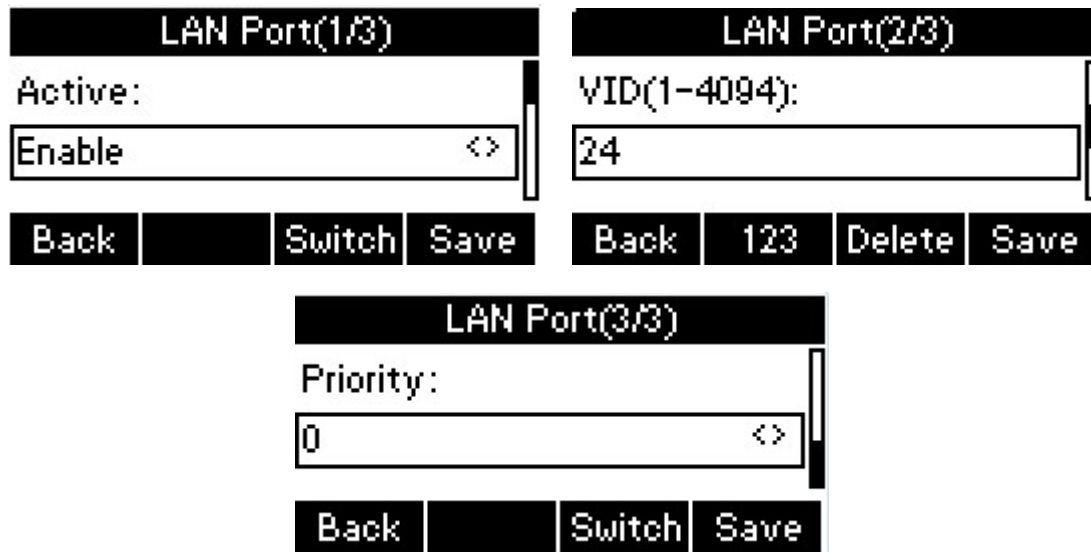 LAN Port(1/3)
Active:
Enable <>
Back Switch Save
LAN Port(2/3)
VID(1-4094):
24
Back 123 Delete Save
LAN Port(3/3)
Priority:
0 <>
Back Switch Save